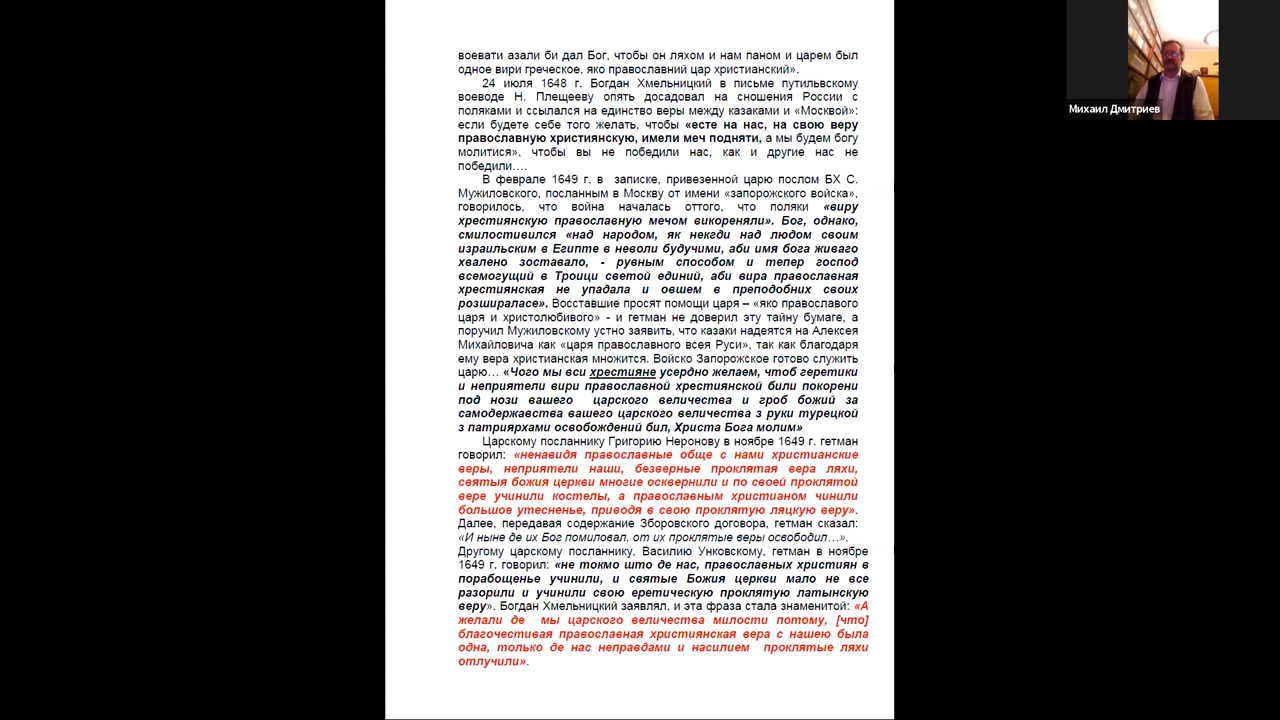 воевати азали би дал Бог, чтобы он ляхом и нам паном и царем был
одное вири греческое, яко православний цар християнский».
24 июля 1648 г. Богдан Хмельницкий в письме путильвскому
воеводе Н. Плещееву опять досадовал на сношения России с
поляками и ссылался на единство веры между казаками и «Москвой»:
если будете себе того желать, чтобы «есте на нас, на свою веру
православную християнскую, имели меч подняти, а мы будем богу
молитися», чтобы вы не победили нас, как и другие нас не
победили….
В феврале 1649 г. в записке, привезенной царю послом БХ С.
Мужиловского, посланным в Москву от имени «запорожского войска»,
говорилось, что война началась оттого, что поляки «виру
хрестиянскую православную мечом викореняли». Бог, однако,
смилостивился «над народом, як некгди над людом своим
израильским в Египте в неволи будучими, аби имя бога живаго
хвалено зоставало, - рувным способом и тепер господ
всемогущий в Троици светой единий, аби вира православная
хрестиянская не упадала и овшем в преподобних своих
розширалася». Восставшие просят помощи царя – «яко православого
царя и христолюбивого» - и гетман не доверил эту тайну бумаге, а
поручил Мужиловскому устно заявить, что казаки надеятся на Алексея
Михайловича как «царя православного всея Руси», так как благодаря
ему вера христианская множится. Войско Запорожское готово служить
царю… «Чого мы вси хрестияне усердно желаем, чтоб геретики
и неприятели вири православной хрестиянской били покорени
под нози вашего царского величества и гроб божий за
самодержавства вашего царского величества з руки турецкой
з патриярхами освобождений бил, Христа Бога молим»
Царскому посланнику Григорию Неронову в ноябре 1649 г. гетман
говорил: «ненавидя православные обще с нами христианские
веры, неприятели наши, безверные проклятая вера ляхи,
святыя божия церкви многие осквернили и по своей проклятой
вере учинили костелы, а православным христианом чинили
большое утесненье, приводя в свою проклятую ляцкую веру».
Далее, передавая содержание Зборовского договора, гетман сказал:
«И ныне де их Бог помиловал, от их проклятые веры освободил…».
Другому царскому посланнику, Василию Унковскому, гетман в ноябре
1649 г. говорил: «не токмо што де нас, православных християн в
порабощенье учинили, и святые Божия церкви мало не все
разорили и учинили свою еретическую проклятую латынскую
веру». Богдан Хмельницкий заявлял, и эта фраза стала знаменитой: «А
желали де мы царского величества милости потому, [что]
благочестивая православная християнская вера с нашею была
одна, только де нас неправдами и насилием проклятые ляхи
отлучили».
Михаил Дмитриев